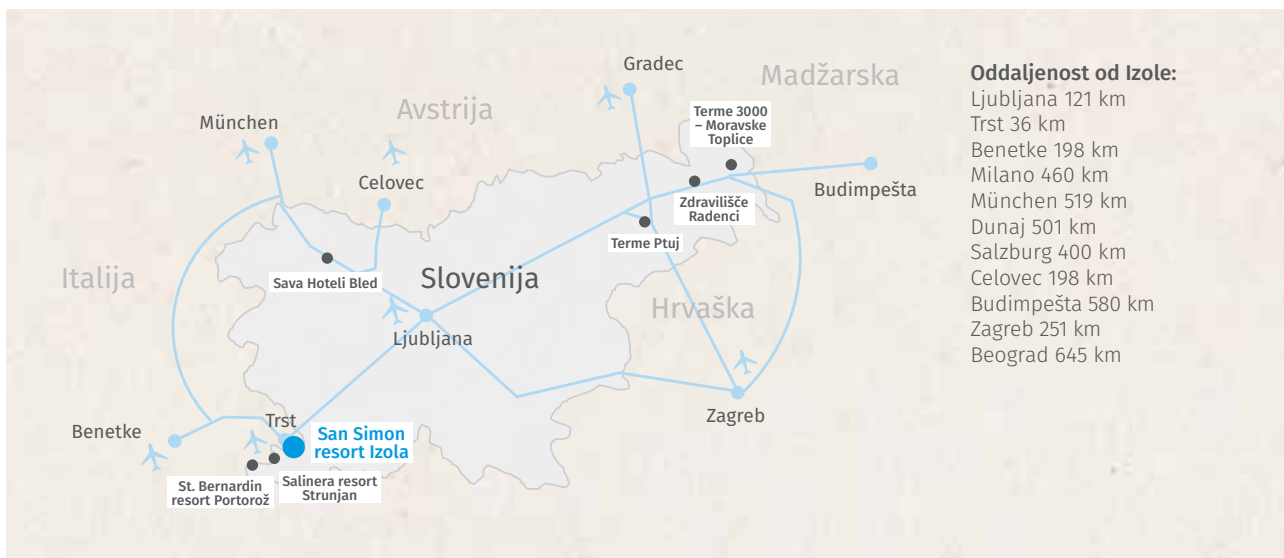 Gradec
Madžarska
Avstrija
Terme 3000
– Moravske
Toplice
München
Celovec
Budimpešta
Zdravilišče
Radenci
Terme Ptuj
Italija
Sava Hoteli Bled
Slovenija
Hrvaška
Ljubljana
Zagreb
Trst
Benetke
San Simon
resort Izola
St. Bernardin
resort Portorož
Salinera resort
Strunjan
Oddaljenost od Izole:
Ljubljana 121 km
Trst 36 km
Benetke 198 km
Milano 460 km
München 519 km
Dunaj 501 km
Salzburg 400 km
Celovec 198 km
Budimpešta 580 km
Zagreb 251 km
Beograd 645 km